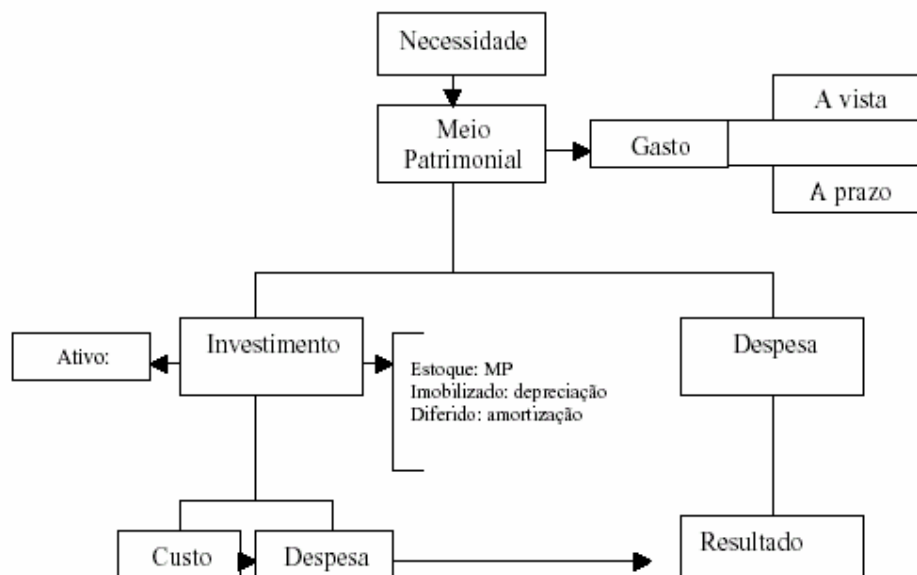 Necessidade
A vista
Meio
Patrimonial
Gasto
A prazo
Ativo:
Investimento
Estoque: MP
Imobilizado: depreciação
Diferido: amortização
Despesa
Custo
Despesa
Resultado